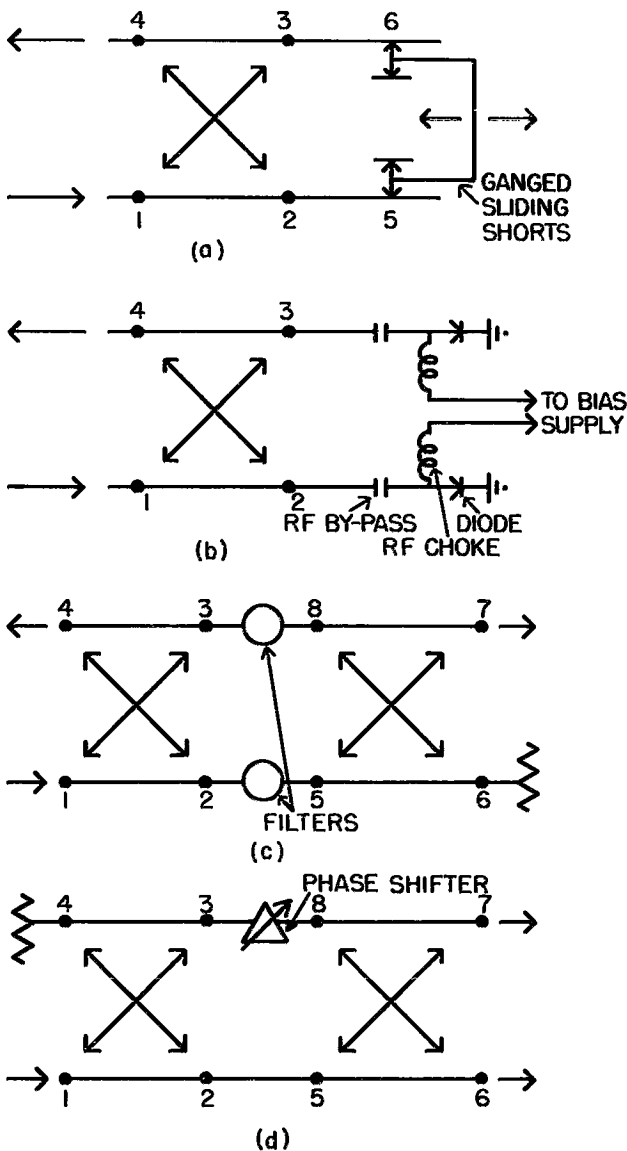 4 3 6
1 2 5
GANGED
SLIDING
SHORTS
(a)
4 3
TO BIAS
SUPPLY
1 2
RF BY-PASS DIODE
RF CHOKE
(b)
4 3 8 7
1 2 5 6
FILTERS
(c)
PHASE SHIFTER
4 3 8 7
1 2 5 6
(d)